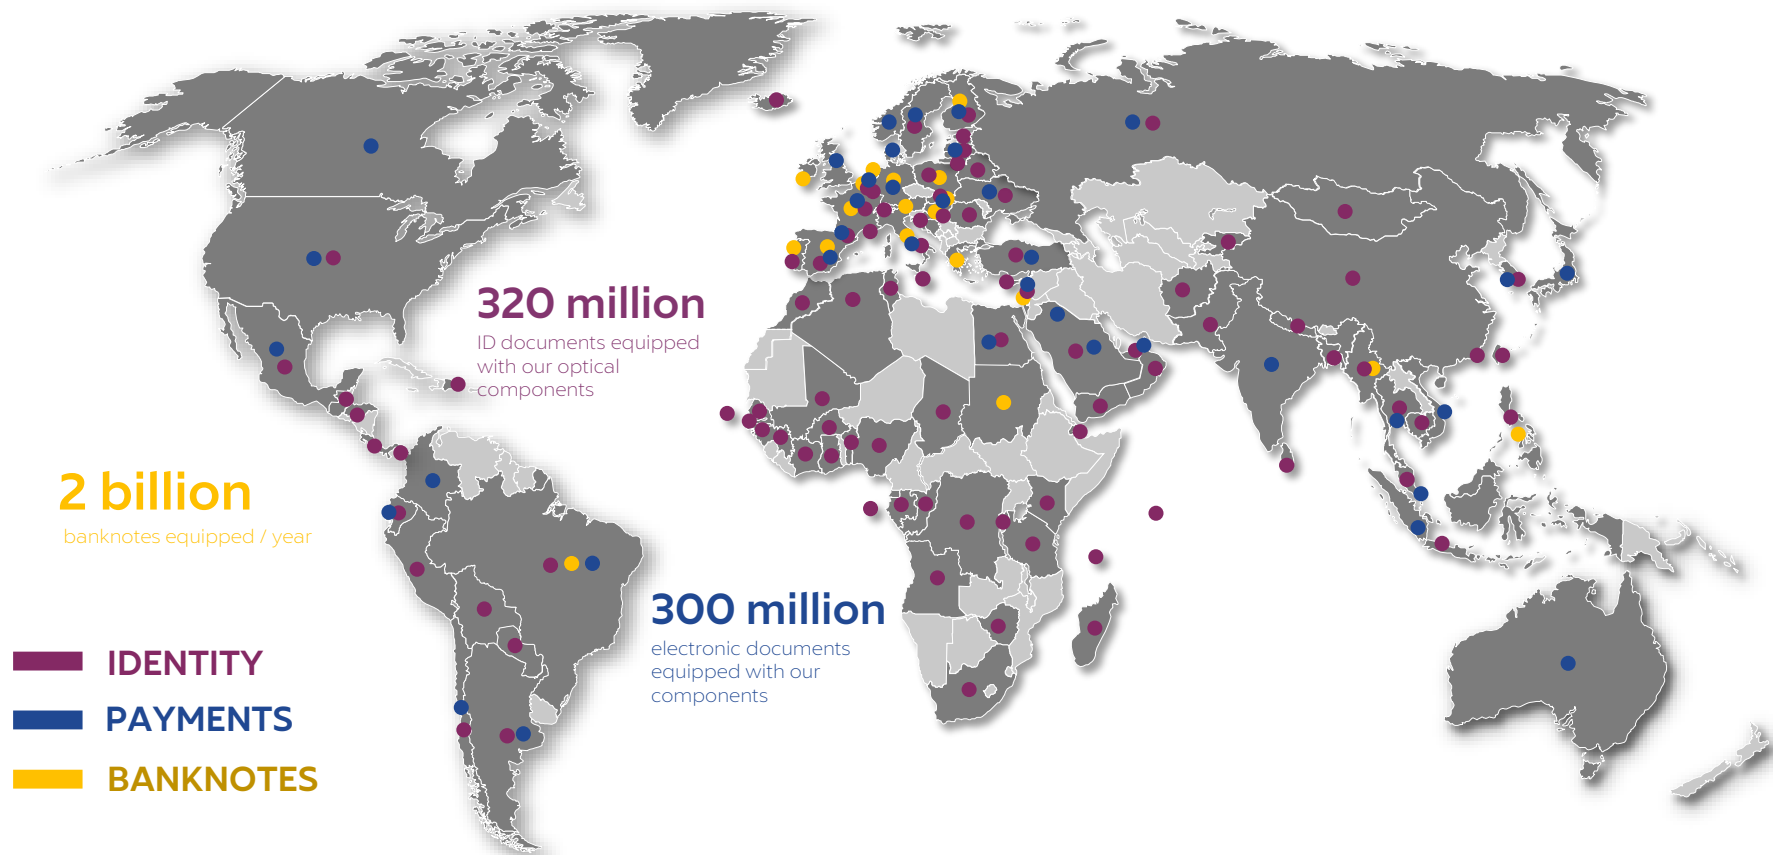 320 million
ID documents equipped
with our optical
components
2 billion
banknotes equipped / year
300 million
electronic documents
equipped with our
components
IDENTITY
PAYMENTS
BANKNOTES